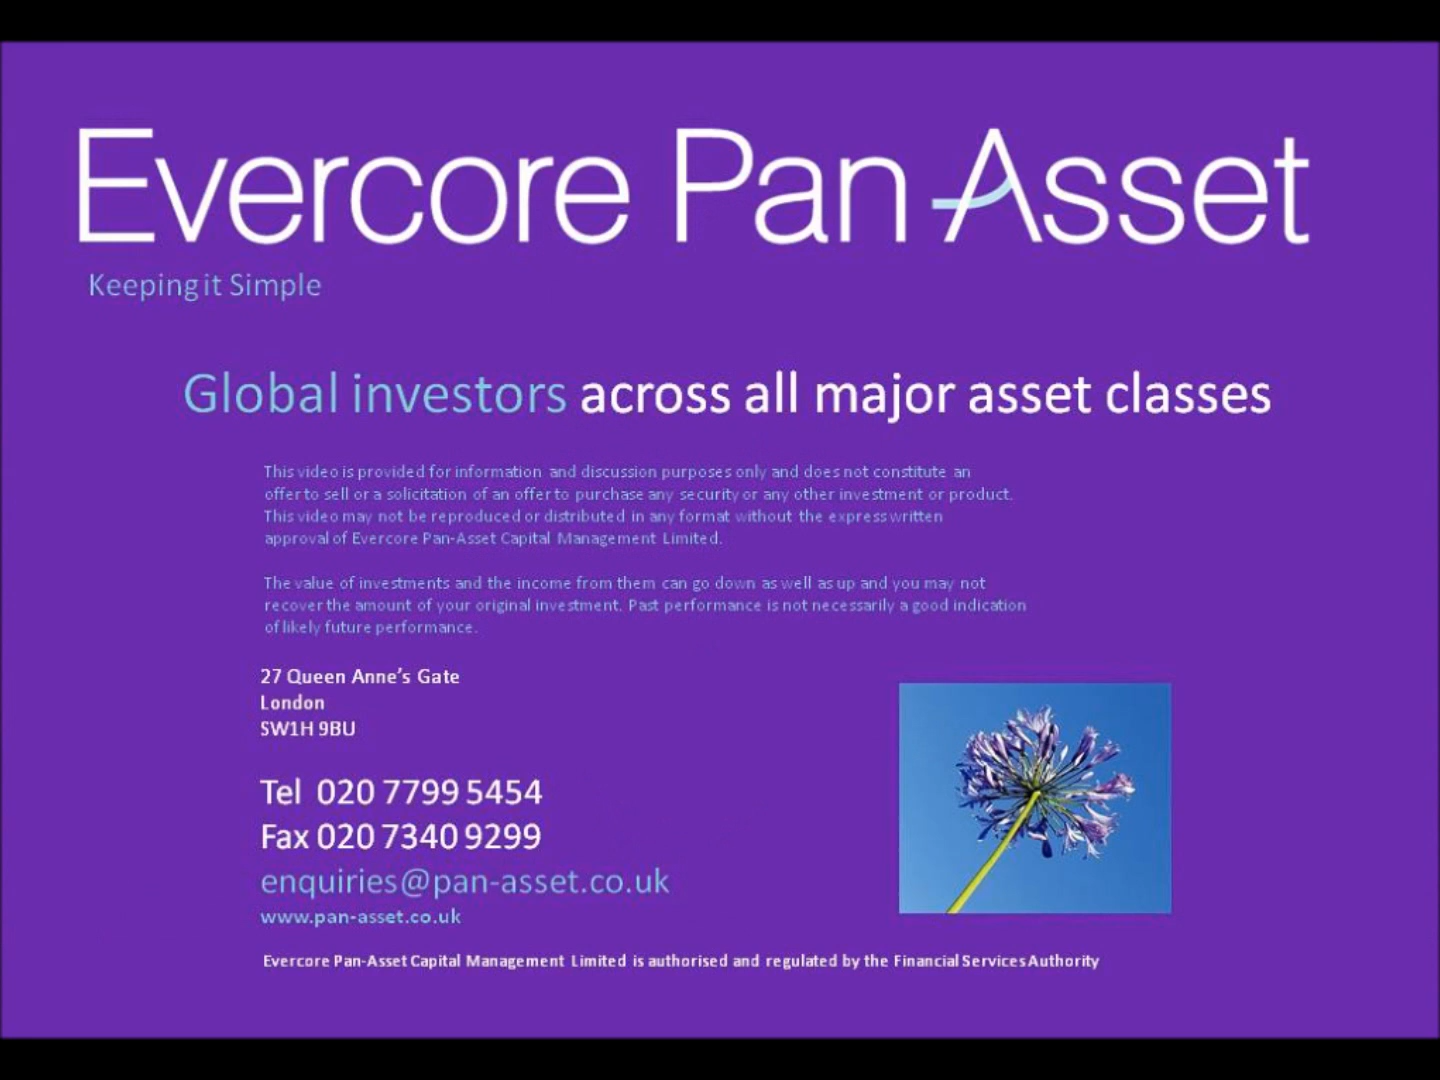 Evercore Pan-Asset
Keeping it Simple
Global investors across all major asset classes
This video is provided for information and discussion purposes only and does not constitute an
offer to sell or a solicitation of an offer to purchase any security or any other investment or product.
This video may not be reproduced or distributed in any format without the express written
approval of Evercore Pan-Asset Capital Management Limited.
The value of investments and the income from them can go down as well as up and you may not
recover the amount of your original investment. Past performance is not necessarily a good indication
of likely future performance.
27 Queen Anne’s Gate
London
SW1H 9BU
Tel 020 7799 5454
Fax 020 7340 9299
enquiries@pan-asset.co.uk
www.pan-asset.co.uk
Evercore Pan-Asset Capital Management Limited is authorised and regulated by the Financial Services Authority